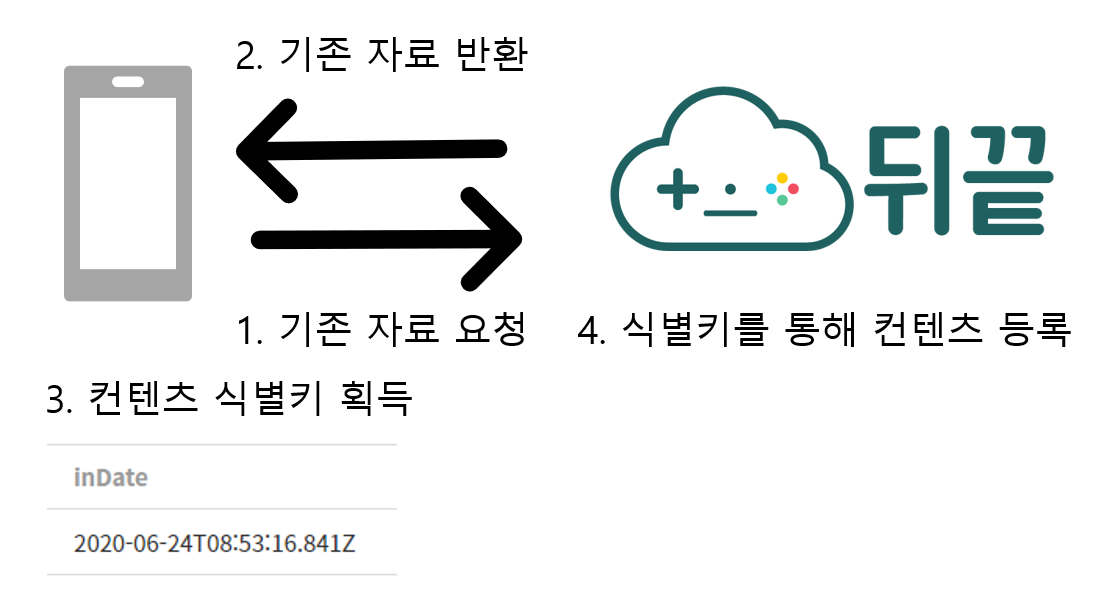 2. 기존 자료 반환
뒤끝
1. 기존 자료 요청
4. 식별키를 통해 컨텐츠 등록
3. 컨텐츠 식별키 획득
inDate
2020-06-24T08:53:16.841Z